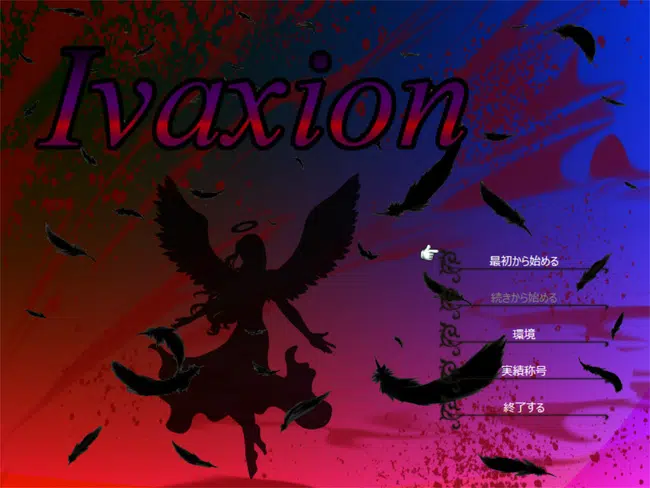 Ivaxion
最初から始める
続きから始める
環境
実績称号
終了する